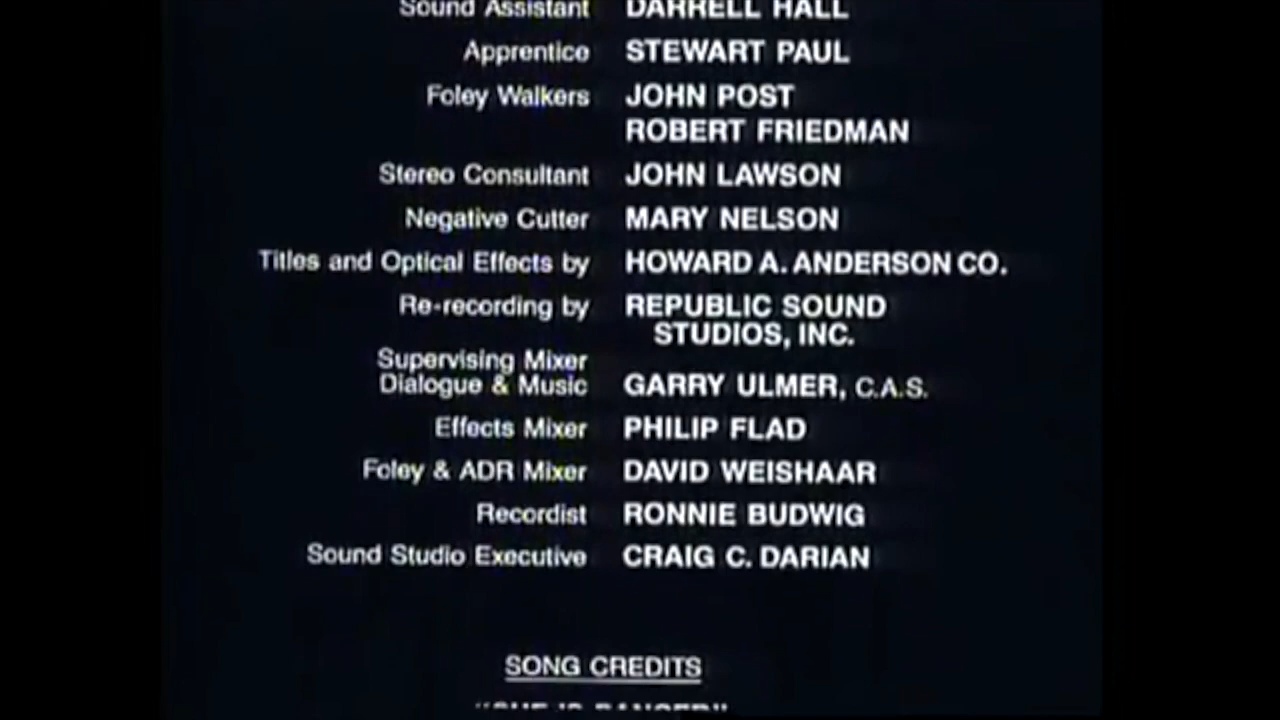 Sound Assistant DARRELL HALL
Apprentice STEWART PAUL
Foley Walkers JOHN POST
ROBERT FRIEDMAN
Stereo Consultant JOHN LAWSON
Negative Cutter MARY NELSON
Titles and Optical Effects by HOWARD A. ANDERSON CO.
Re-recording by REPUBLIC SOUND
STUDIOS, INC.
Supervising Mixer
Dialogue & Music GARRY ULMER, C.A.S.
Effects Mixer PHILIP FLAD
Foley & ADR Mixer DAVID WEISHAAR
Recordist RONNIE BUDWIG
Sound Studio Executive CRAIG C. DARIAN
SONG CREDITS